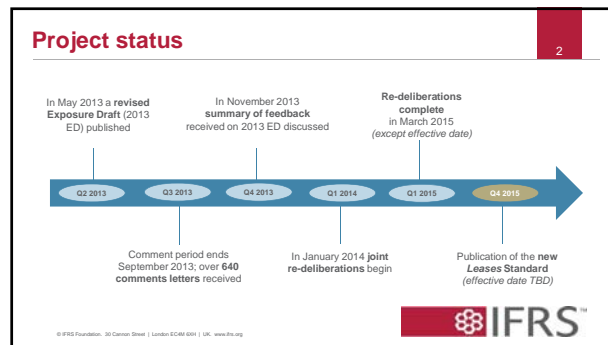 Project status
2
In May 2013 a revised
Exposure Draft (2013
ED) published
In November 2013
summary of feedback
received on 2013 ED discussed
Re-deliberations
complete
in March 2015
(except effective date)
Q2 2013
Q3 2013
Q4 2013
Q1 2014
Q1 2015
Q4 2015
Comment period ends
September 2013; over 640
comments letters received
In January 2014 joint
re-deliberations begin
Publication of the new
Leases Standard
(effective date TBD)
© IFRS Foundation. 30 Cannon Street | London EC4M 6XH | UK. www.ifrs.org
IFRS™